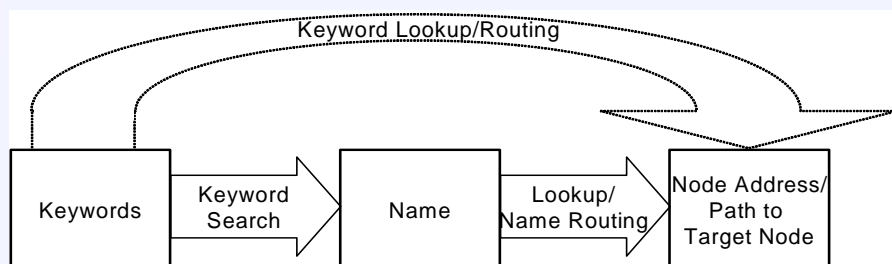 Keyword Lookup/Routing
Keywords
Keyword
Search
Name
Lookup/
Name Routing
Node Address/
Path to
Target Node